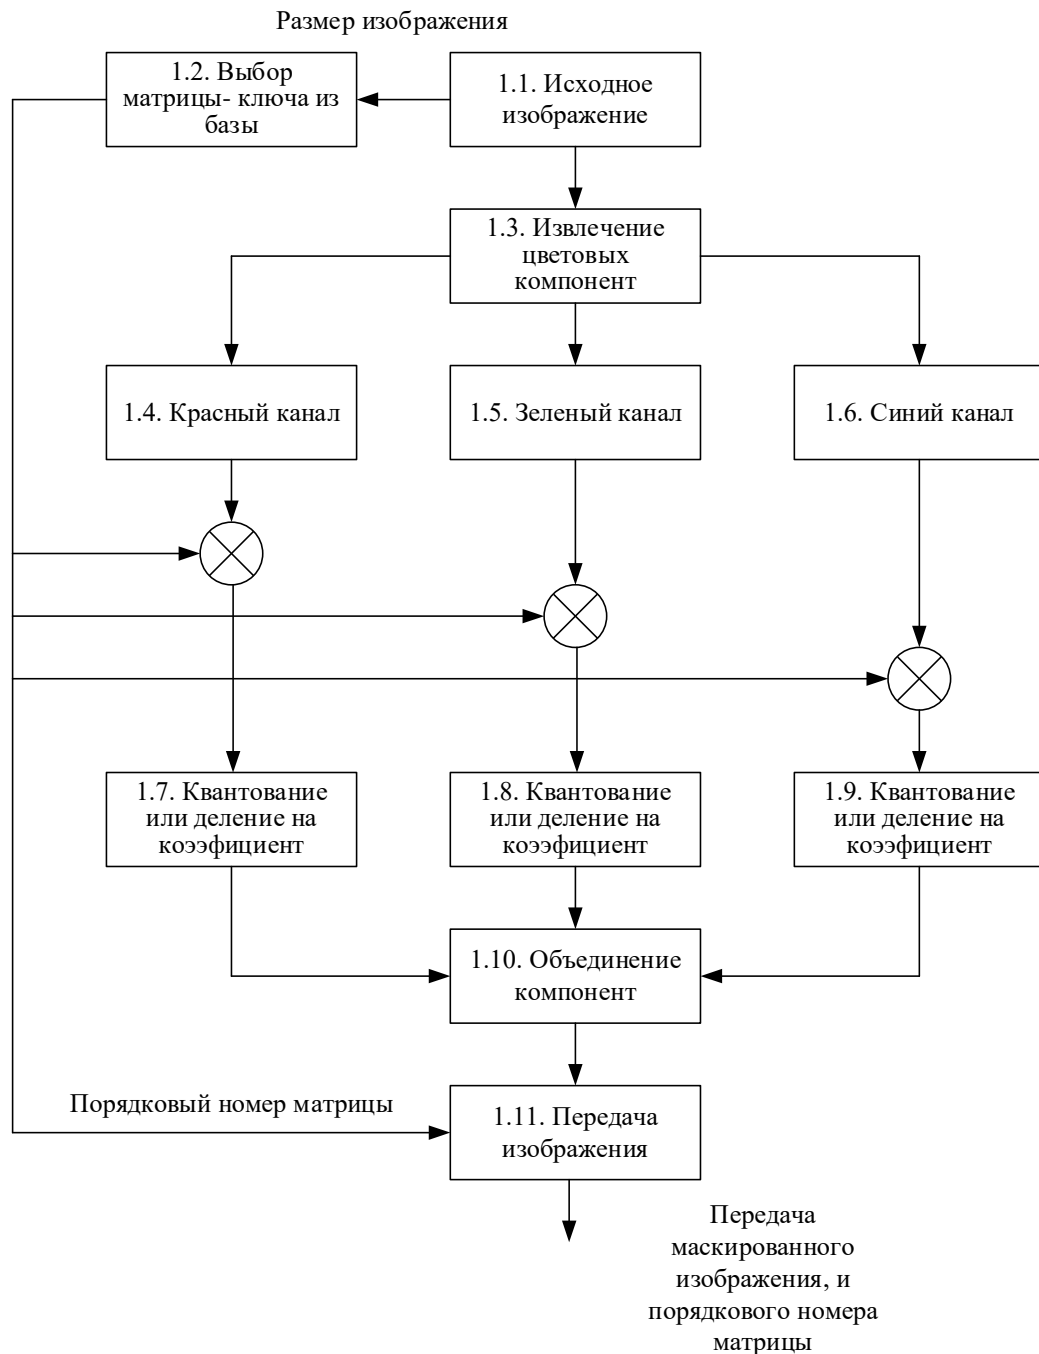 Размер изображения
1.2. Выбор
матрицы- ключа из
базы
1.1. Исходное
изображение
1.3. Извлечение
цветовых
компонент
1.4. Красный канал
1.5. Зеленый канал
1.6. Синий канал
1.7. Квантование
или деление на
коээфициент
1.8. Квантование
или деление на
коээфициент
1.9. Квантование
или деление на
коээфициент
1.10. Объединение
компонент
Порядковый номер матрицы
1.11. Передача
изображения
Передача
маскированного
изображения, и
порядкового номера
матрицы